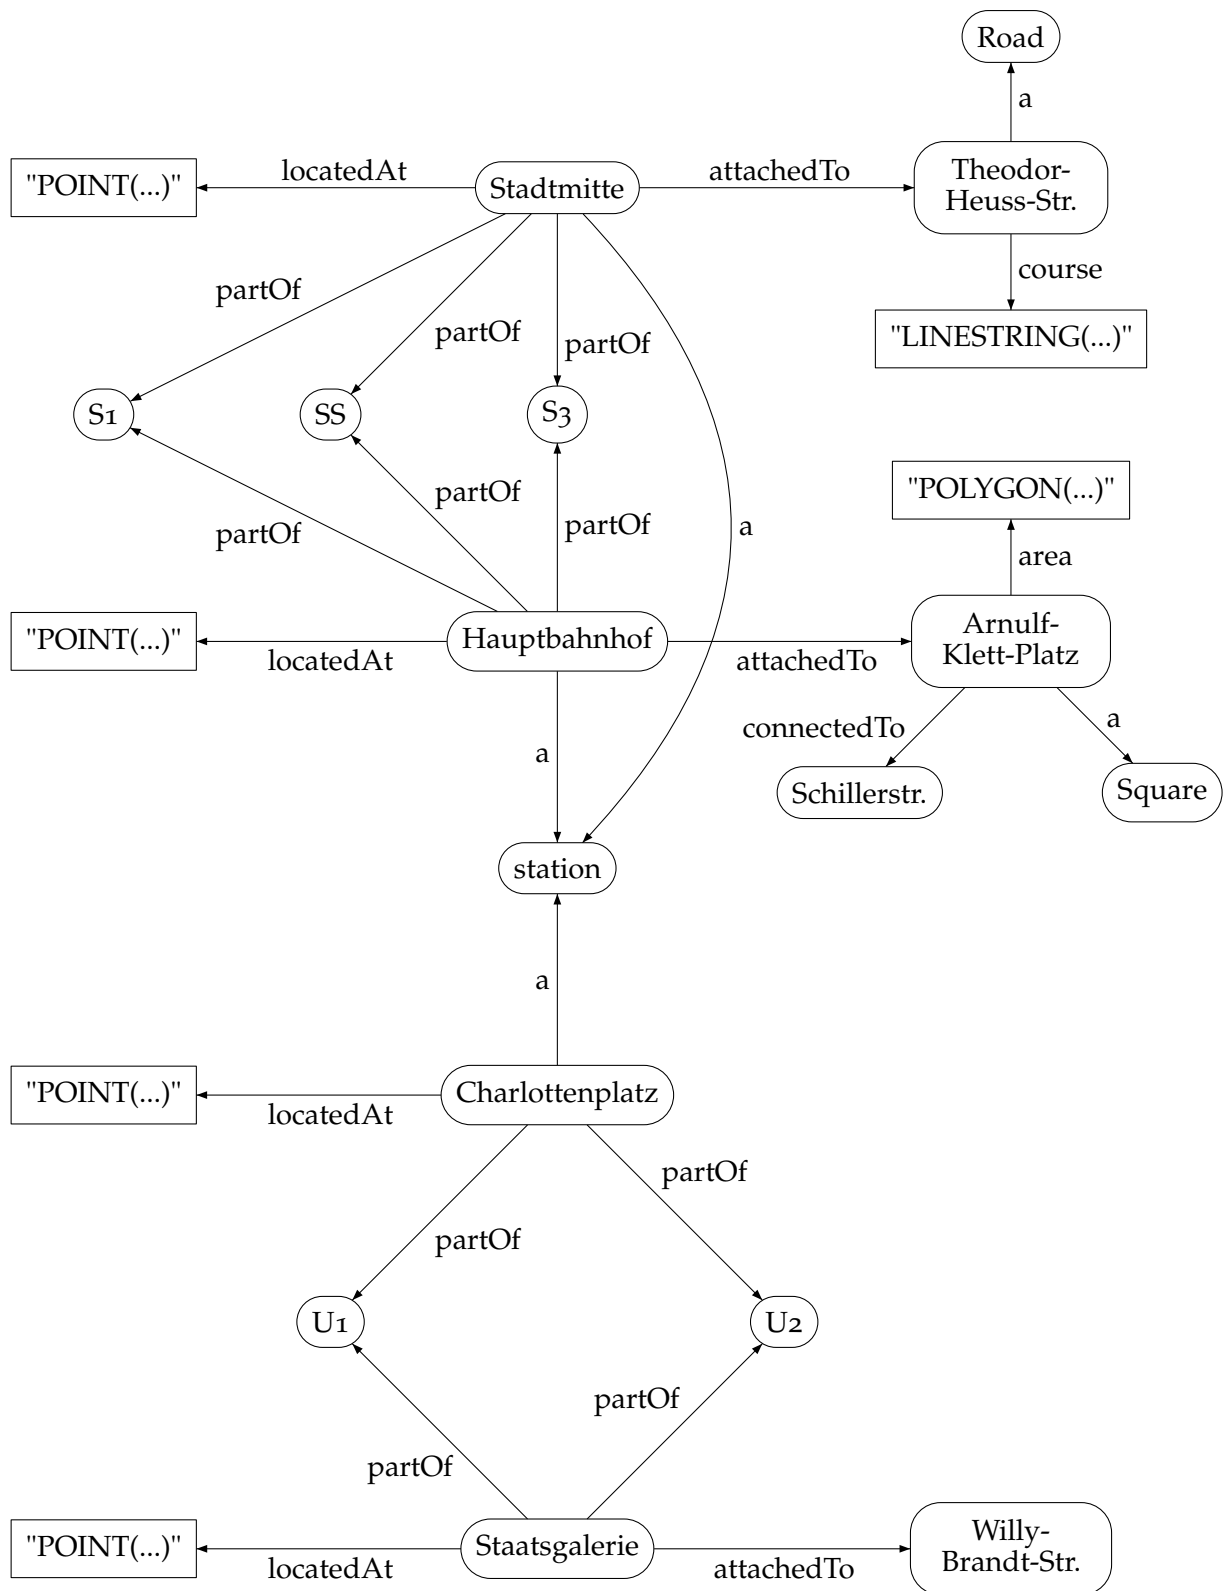 Road
a
"POINT(...)"
locatedAt
Stadtmitte
attachedTo
Theodor-
Heuss-Str.
course
"LINESTRING(...)"
partOf
partOf
partOf
S1
SS
S3
"POLYGON(...)"
partOf
partOf
partOf
a
area
"POINT(...)"
locatedAt
Hauptbahnhof
attachedTo
Arnulf-
Klett-Platz
connectedTo
a
a
Schillerstr.
Square
station
a
"POINT(...)"
locatedAt
Charlottenplatz
partOf
partOf
U1
U2
partOf
partOf
"POINT(...)"
locatedAt
Staatsgalerie
attachedTo
Willy-
Brandt-Str.